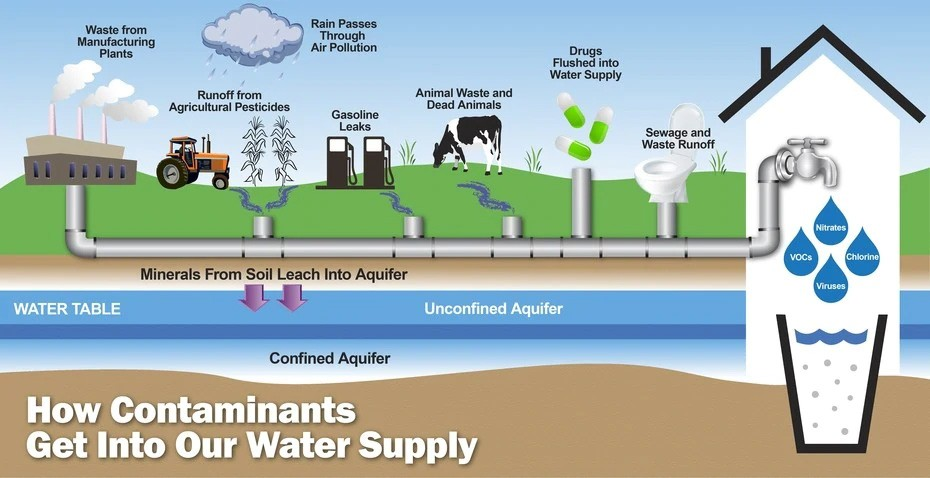 Waste from
Manufacturing
Plants
Rain Passes
Through
Air Pollution
Runoff from
Agricultural Pesticides
Gasoline
Leaks
Animal Waste and
Dead Animals
Drugs
Flushed into
Water Supply
Sewage and
Waste Runoff
Nitrates
VOCs
Chlorine
Viruses
Minerals From Soil Leach Into Aquifer
WATER TABLE
Unconfined Aquifer
Confined Aquifer
How Contaminants
Get Into Our Water Supply